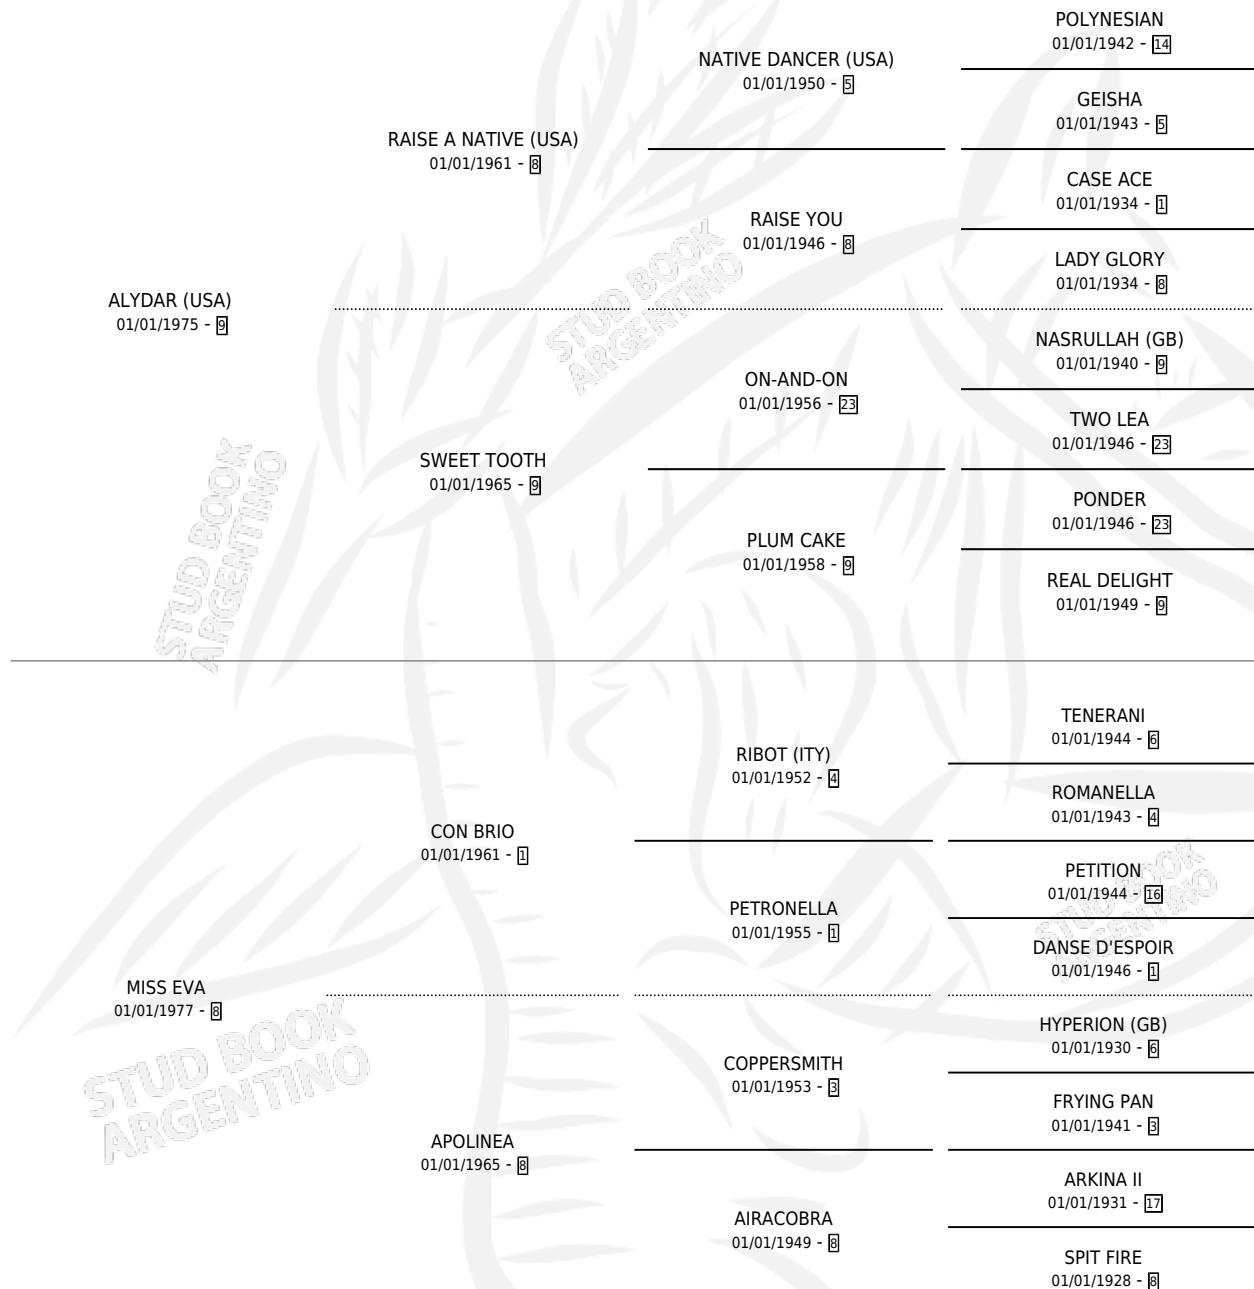 POLYNESIAN
01/01/1942 - 14
NATIVE DANCER (USA)
01/01/1950 - 5
GEISHA
01/01/1943 - 5
RAISE A NATIVE (USA)
01/01/1961 - 8
CASE ACE
01/01/1934 - 1
RAISE YOU
01/01/1946 - 8
LADY GLORY
01/01/1934 - 8
ALYDAR (USA)
01/01/1975 - 9
NASRULLAH (GB)
01/01/1940 - 9
ON-AND-ON
01/01/1956 - 23
TWO LEA
01/01/1946 - 23
SWEET TOOTH
01/01/1965 - 9
PONDER
01/01/1946 - 23
PLUM CAKE
01/01/1958 - 9
REAL DELIGHT
01/01/1949 - 9
TENERANI
01/01/1944 - 6
RIBOT (ITY)
01/01/1952 - 4
ROMANELLA
01/01/1943 - 4
CON BRIO
01/01/1961 - 1
PETITION
01/01/1944 - 16
PETRONELLA
01/01/1955 - 1
DANSE D'ESPOIR
01/01/1946 - 1
MISS EVA
01/01/1977 - 8
HYPERION (GB)
01/01/1930 - 6
COPPERSMITH
01/01/1953 - 3
FRYING PAN
01/01/1941 - 3
APOLINEA
01/01/1965 - 8
ARKINA II
01/01/1931 - 17
AIRACOBRA
01/01/1949 - 8
SPIT FIRE
01/01/1928 - 8
STUD BOOK
ARGENTINO
STUD BOOK
ARGENTINO
STUD BOOK
ARGENTINO
STUD BOOK
ARGENTINO